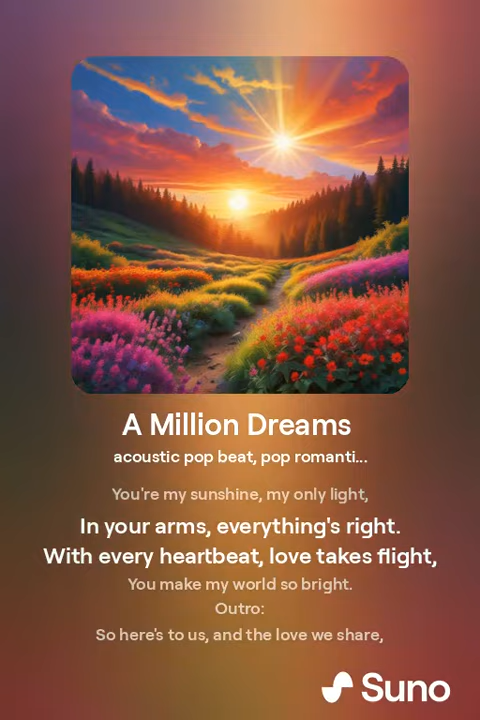 A Million Dreams
acoustic pop beat, pop romanti...
You're my sunshine, my only light,
In your arms, everything's right.
With every heartbeat, love takes flight,
You make my world so bright.
Outro:
So here's to us, and the love we share,
Suno